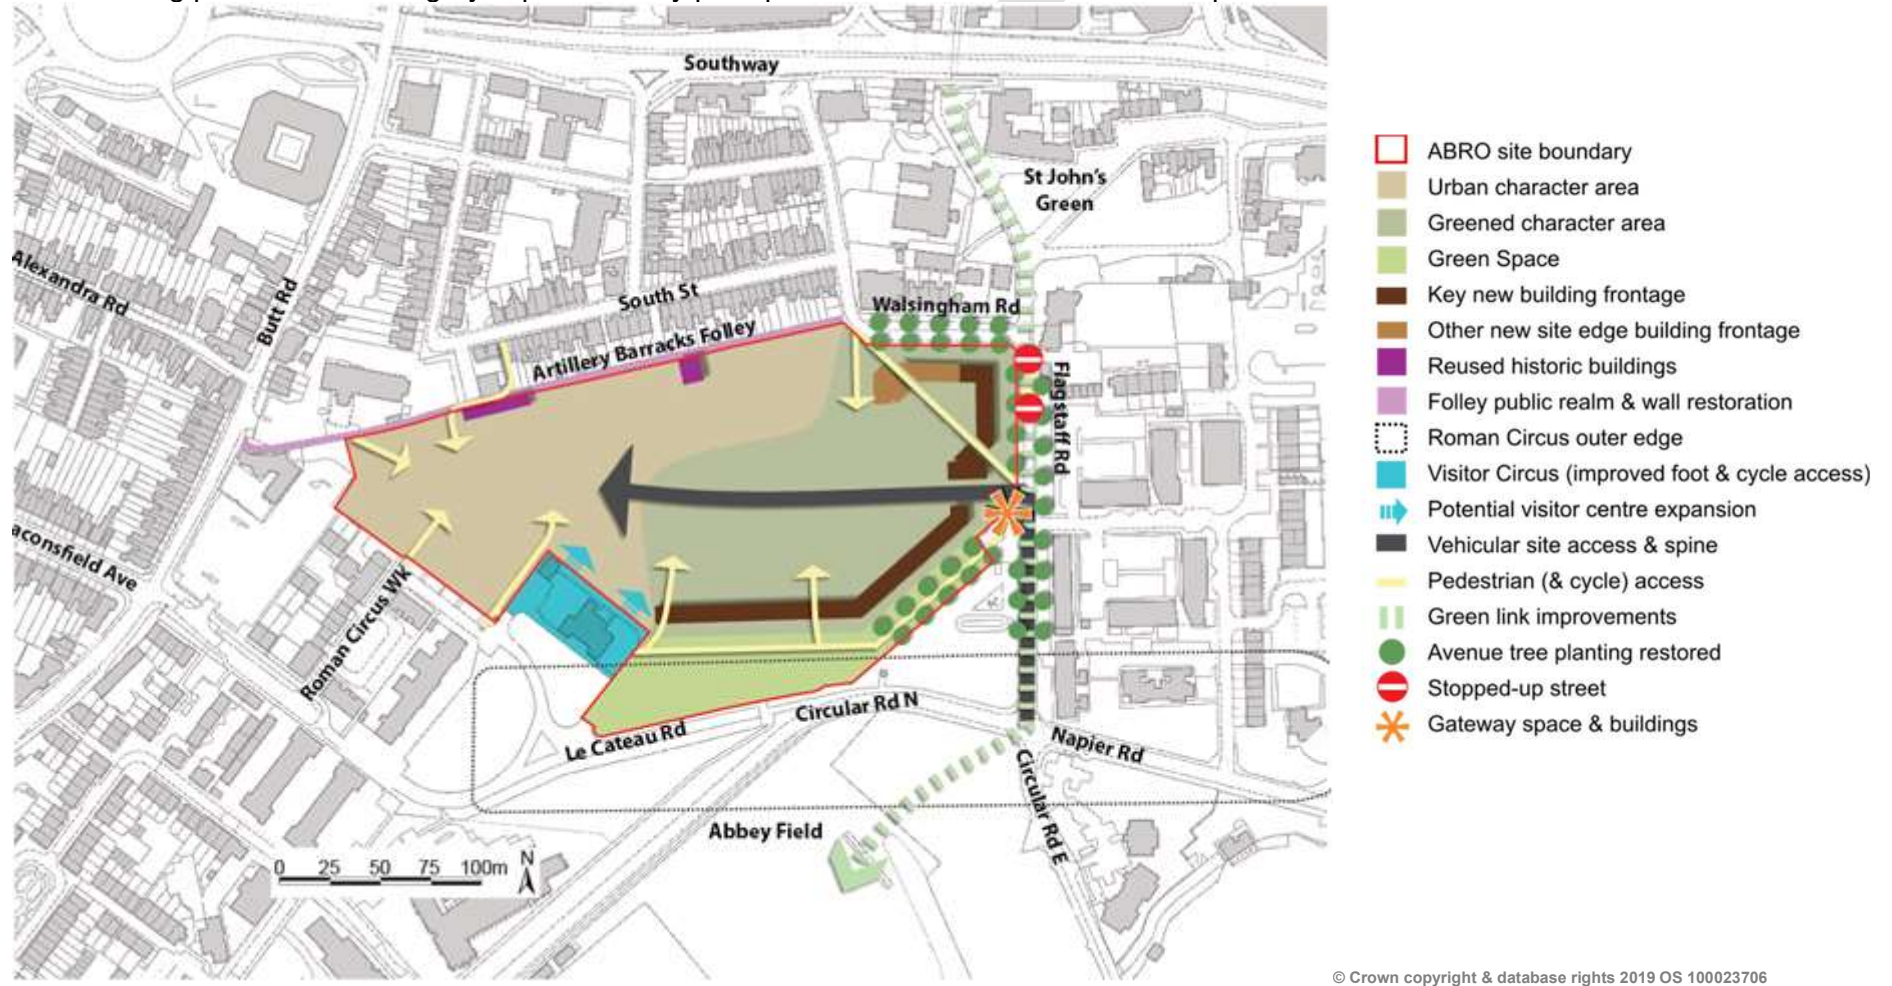 Southway
St John's
Green
Alexandra Rd
Butt Rd
South St
Walsingham Rd
Artillery Barracks Folley
Flagstaff Rd
aconsfield Ave
Roman Circus Wk
Le Cateau Rd
Circular Rd N
Napier Rd
Circular Rd E
Abbey Field
0 25 50 75 100m
N
ABRO site boundary
Urban character area
Greened character area
Green Space
Key new building frontage
Other new site edge building frontage
Reused historic buildings
Folley public realm & wall restoration
Roman Circus outer edge
Visitor Circus (improved foot & cycle access)
Potential visitor centre expansion
Vehicular site access & spine
Pedestrian (& cycle) access
Green link improvements
Avenue tree planting restored
Stopped-up street
Gateway space & buildings
© Crown copyright & database rights 2019 OS 100023706